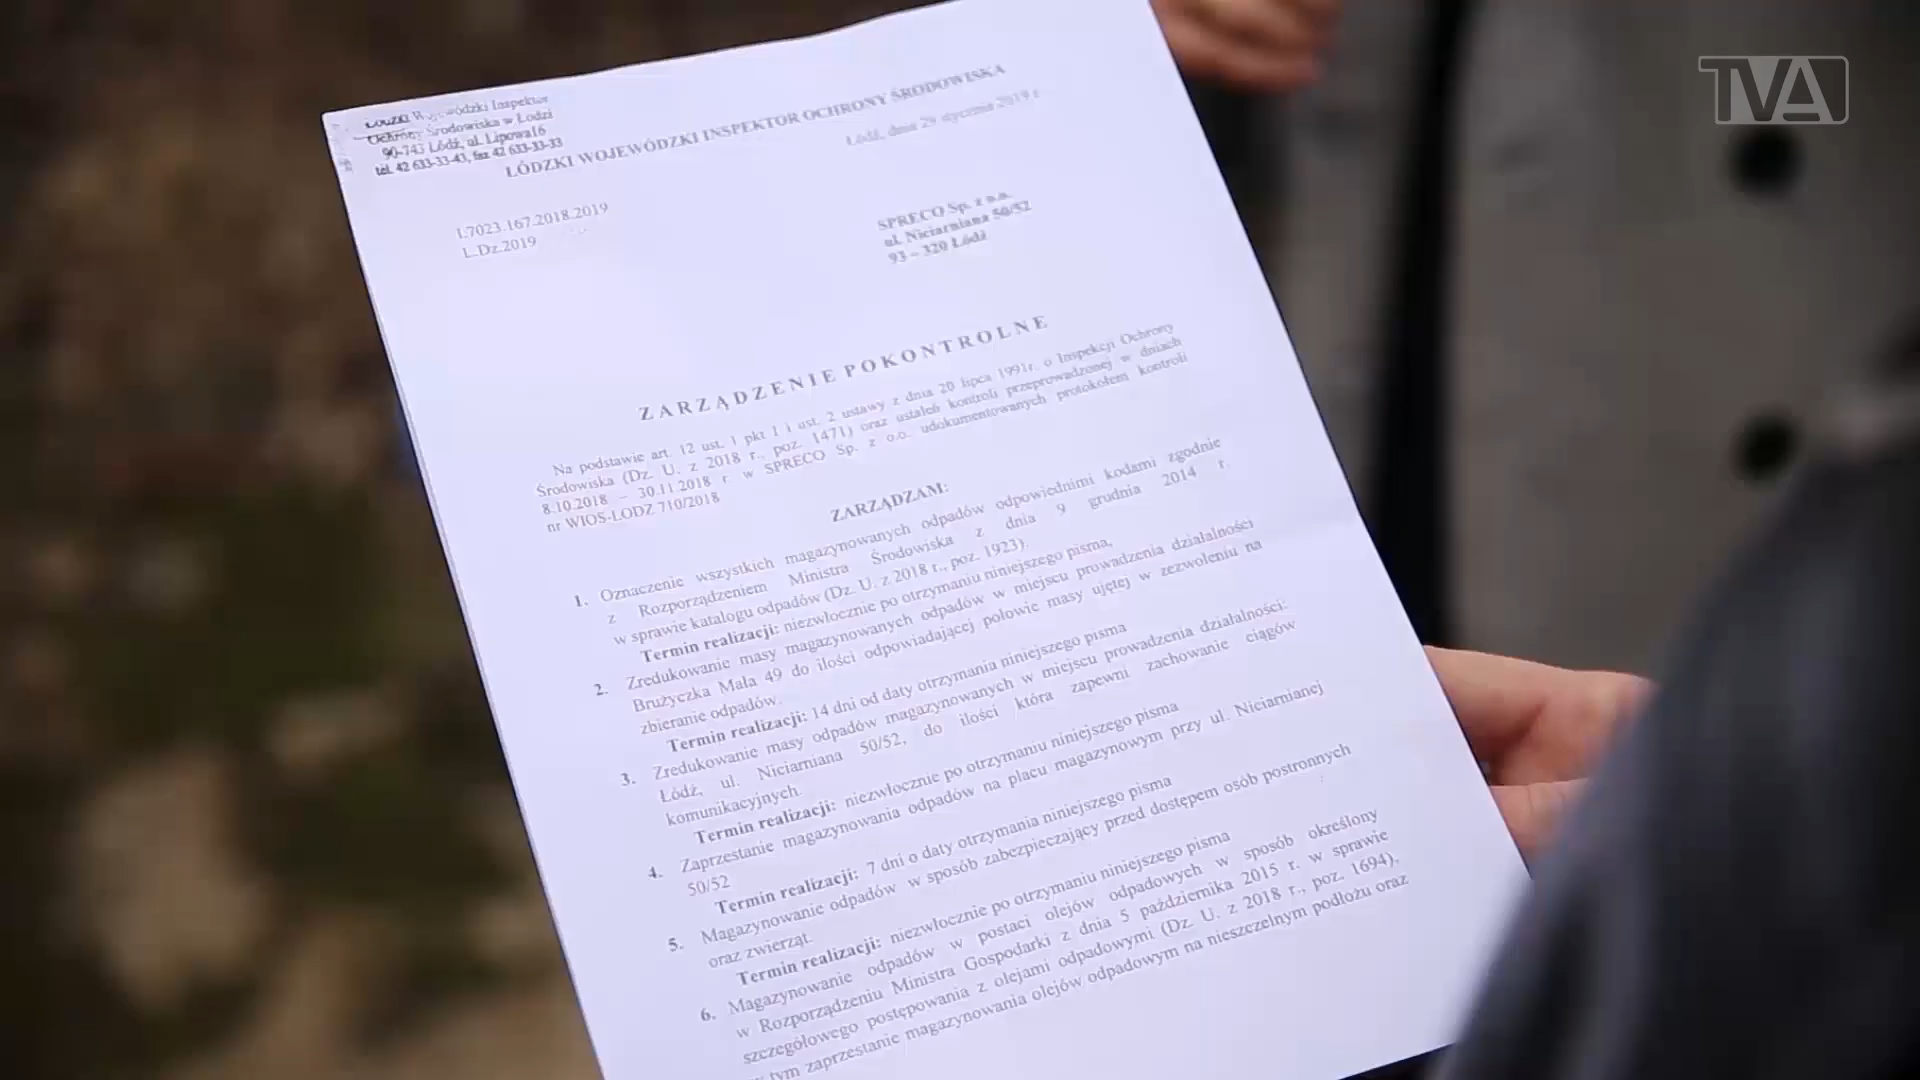 TVA
Łódzki Wojewódzki Inspektor
Ochrony Środowiska w Łodzi
90-743 Łódź, ul. Lipowa16
tel. 42 633-33-43, fax 42 633-33-33
ŁÓDZKI WOJEWÓDZKI INSPEKTOR OCHRONY ŚRODOWISKA
Łódź, dnia 29 stycznia 2019 r.
I.7023.167.2018.2019
L.Dz.2019
SPRECO Sp. z o.o.
ul. Niciarniana 50/52
93 – 320 Łódź
ZARZĄDZENIE POKONTROLNE
Na podstawie art. 12 ust. 1 pkt 1 i ust. 2 ustawy z dnia 20 lipca 1991r. o Inspekcji Ochrony
Środowiska (Dz. U. z 2018 r., poz. 1471) oraz ustaleń kontroli przeprowadzonej w dniach
8.10.2018 – 30.11.2018 r. w SPRECO Sp. z o.o. udokumentowanych protokołem kontroli
nr WIOS-LODZ 710/2018
ZARZĄDZAM:
1. Oznaczenie wszystkich magazynowanych odpadów odpowiednimi kodami zgodnie
z Rozporządzeniem Ministra Środowiska z dnia 9 grudnia 2014 r.
w sprawie katalogu odpadów (Dz. U. z 2018 r., poz. 1923).
Termin realizacji: niezwłocznie po otrzymaniu niniejszego pisma,
2. Zredukowanie masy magazynowanych odpadów w miejscu prowadzenia działalności
Brużyczka Mała 49 do ilości odpowiadającej połowie masy ujętej w zezwoleniu na
zbieranie odpadów.
Termin realizacji: 14 dni od daty otrzymania niniejszego pisma
3. Zredukowanie masy odpadów magazynowanych w miejscu prowadzenia działalności:
Łódź, ul. Niciarniana 50/52, do ilości która zapewni zachowanie ciągów
komunikacyjnych.
Termin realizacji: niezwłocznie po otrzymaniu niniejszego pisma
4. Zaprzestanie magazynowania odpadów na placu magazynowym przy ul. Niciarnianej
50/52
Termin realizacji: 7 dni o daty otrzymania niniejszego pisma
5. Magazynowanie odpadów w sposób zabezpieczający przed dostępem osób postronnych
oraz zwierząt.
Termin realizacji: niezwłocznie po otrzymaniu niniejszego pisma
6. Magazynowanie odpadów w postaci olejów odpadowych w sposób określony
w Rozporządzeniu Ministra Gospodarki z dnia 5 października 2015 r. w sprawie
szczegółowego postępowania z olejami odpadowymi (Dz. U. z 2018 r., poz. 1694),
w tym zaprzestanie magazynowania olejów odpadowym na nieszczelnym podłożu oraz